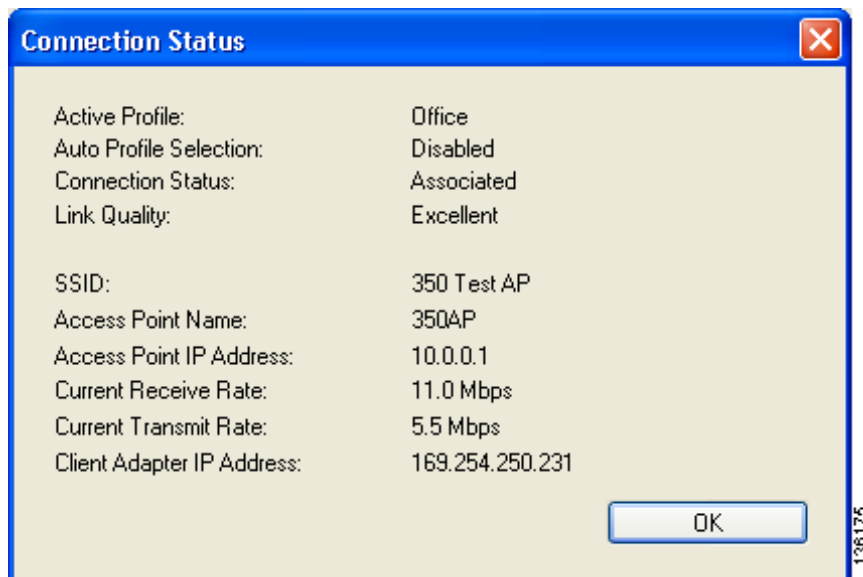 Connection Status
Active Profile: Office
Auto Profile Selection: Disabled
Connection Status: Associated
Link Quality: Excellent
SSID: 350 Test AP
Access Point Name: 350AP
Access Point IP Address: 10.0.0.1
Current Receive Rate: 11.0 Mbps
Current Transmit Rate: 5.5 Mbps
Client Adapter IP Address: 169.254.250.231
OK
136175